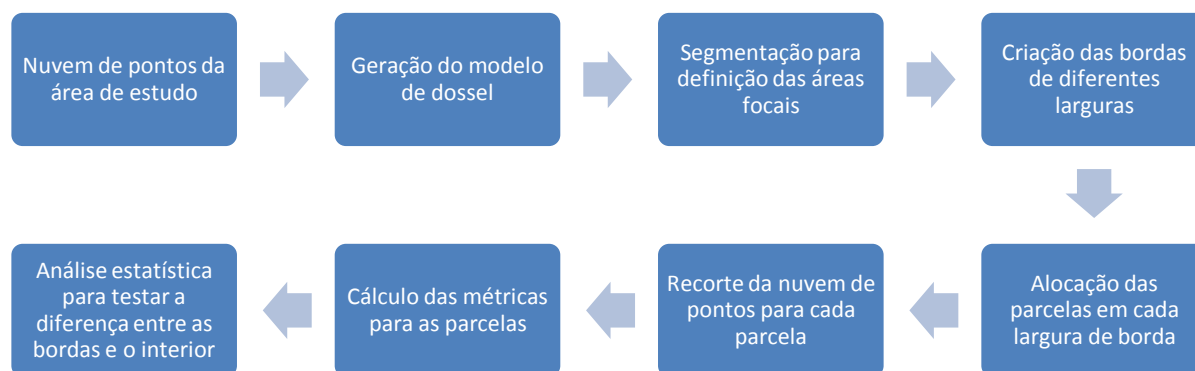 Nuvem de pontos da
área de estudo
Geração do modelo
de dossel
Segmentação para
definição das áreas
focais
Criação das bordas
de diferentes
larguras
Alocação das
parcelas em cada
largura de borda
Recorte da nuvem de
pontos para cada
parcela
Cálculo das métricas
para as parcelas
Análise estatística
para testar a
diferença entre as
bordas e o interior